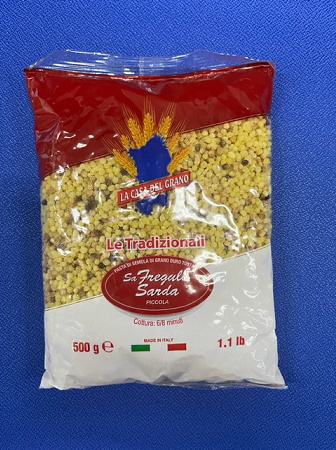 LA CASA DEL GRANO
Le Tradizionali
PASTA DI SEMOLA DI GRANO DURO TOSTATA
Sa Fregula
Sarda
PICCOLA
Cottura: 6/8 minuti
MADE IN ITALY
500 g ℮
1.1 lb